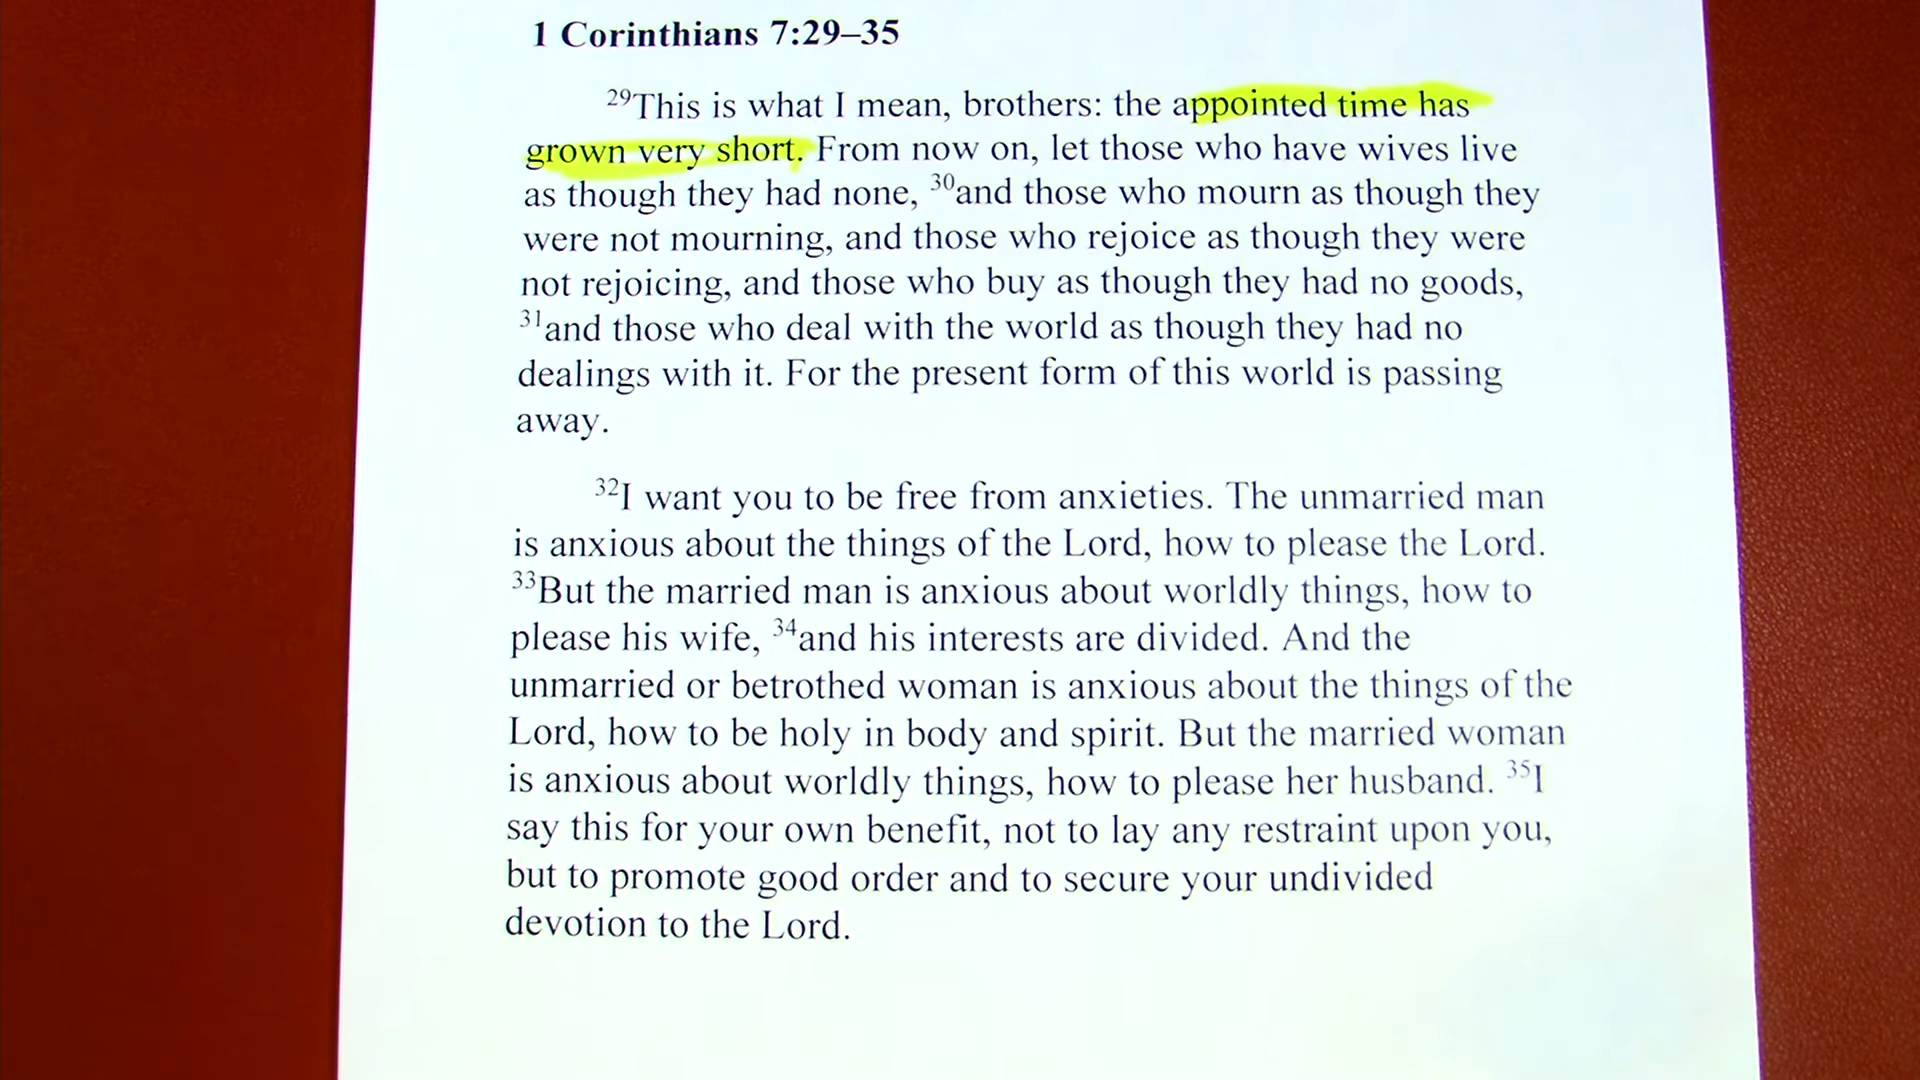 1 Corinthians 7:29–35
29This is what I mean, brothers: the appointed time has
grown very short. From now on, let those who have wives live
as though they had none, 30and those who mourn as though they
were not mourning, and those who rejoice as though they were
not rejoicing, and those who buy as though they had no goods,
31and those who deal with the world as though they had no
dealings with it. For the present form of this world is passing
away.
32I want you to be free from anxieties. The unmarried man
is anxious about the things of the Lord, how to please the Lord.
33But the married man is anxious about worldly things, how to
please his wife, 34and his interests are divided. And the
unmarried or betrothed woman is anxious about the things of the
Lord, how to be holy in body and spirit. But the married woman
is anxious about worldly things, how to please her husband. 35I
say this for your own benefit, not to lay any restraint upon you,
but to promote good order and to secure your undivided
devotion to the Lord.